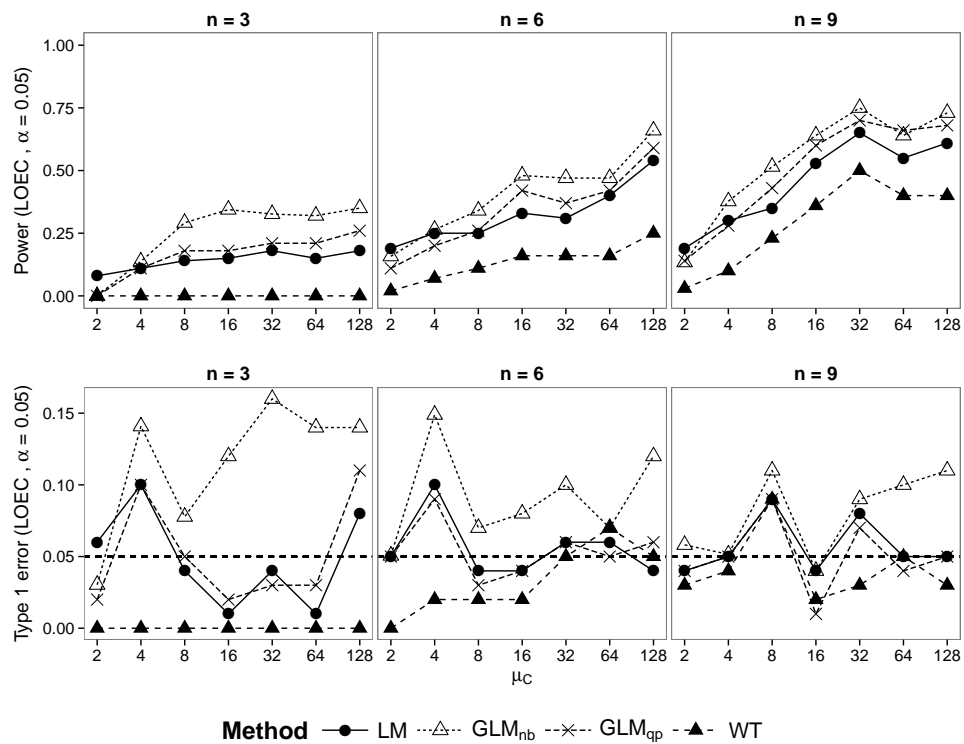 n = 3 n = 6 n = 9
Power (LOEC , α = 0.05)
1.00
0.75
0.50
0.25
0.00
2 4 8 16 32 64 128 2 4 8 16 32 64 128 2 4 8 16 32 64 128
n = 3 n = 6 n = 9
Type 1 error (LOEC , α = 0.05)
0.15
0.10
0.05
0.00
2 4 8 16 32 64 128 2 4 8 16 32 64 128 2 4 8 16 32 64 128
μC
Method LM GLMnb GLMqp WT